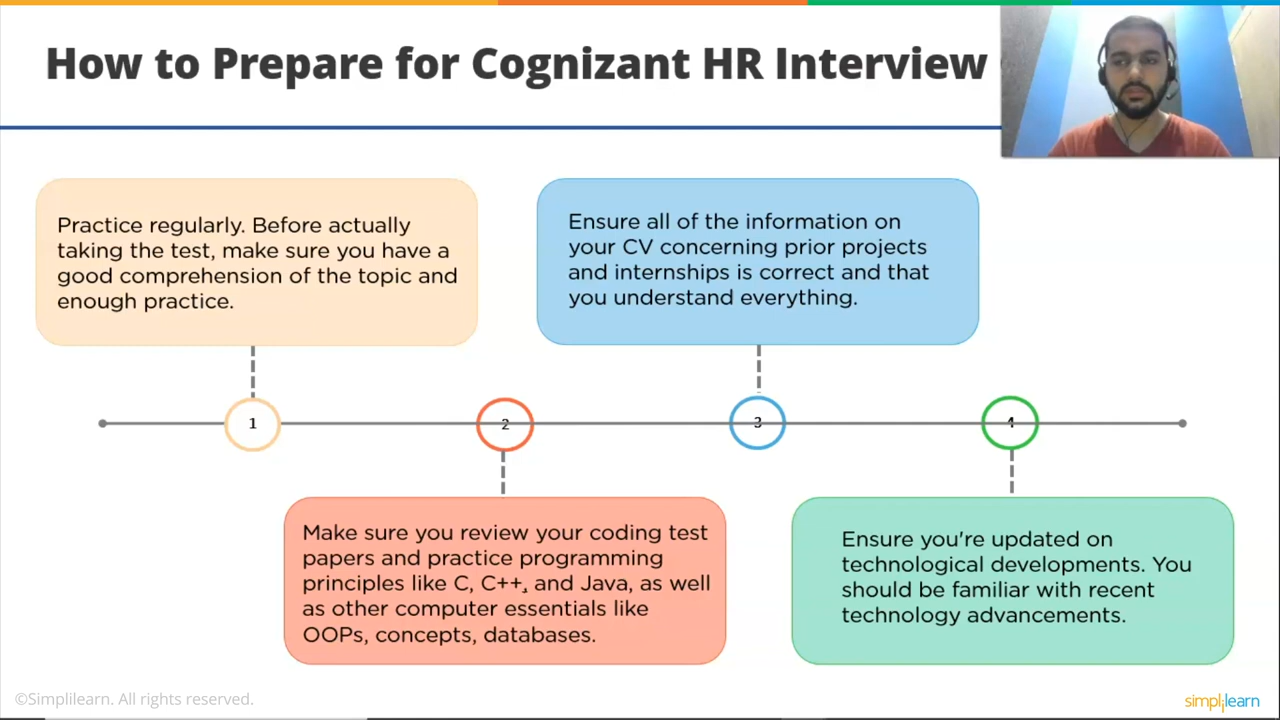 How to Prepare for Cognizant HR Interview
Practice regularly. Before actually
taking the test, make sure you have a
good comprehension of the topic and
enough practice.
Ensure all of the information on
your CV concerning prior projects
and internships is correct and that
you understand everything.
1
2
3
4
Make sure you review your coding test
papers and practice programming
principles like C, C++, and Java, as well
as other computer essentials like
OOPs, concepts, databases.
Ensure you're updated on
technological developments. You
should be familiar with recent
technology advancements.
©Simplilearn. All rights reserved.
simplilearn